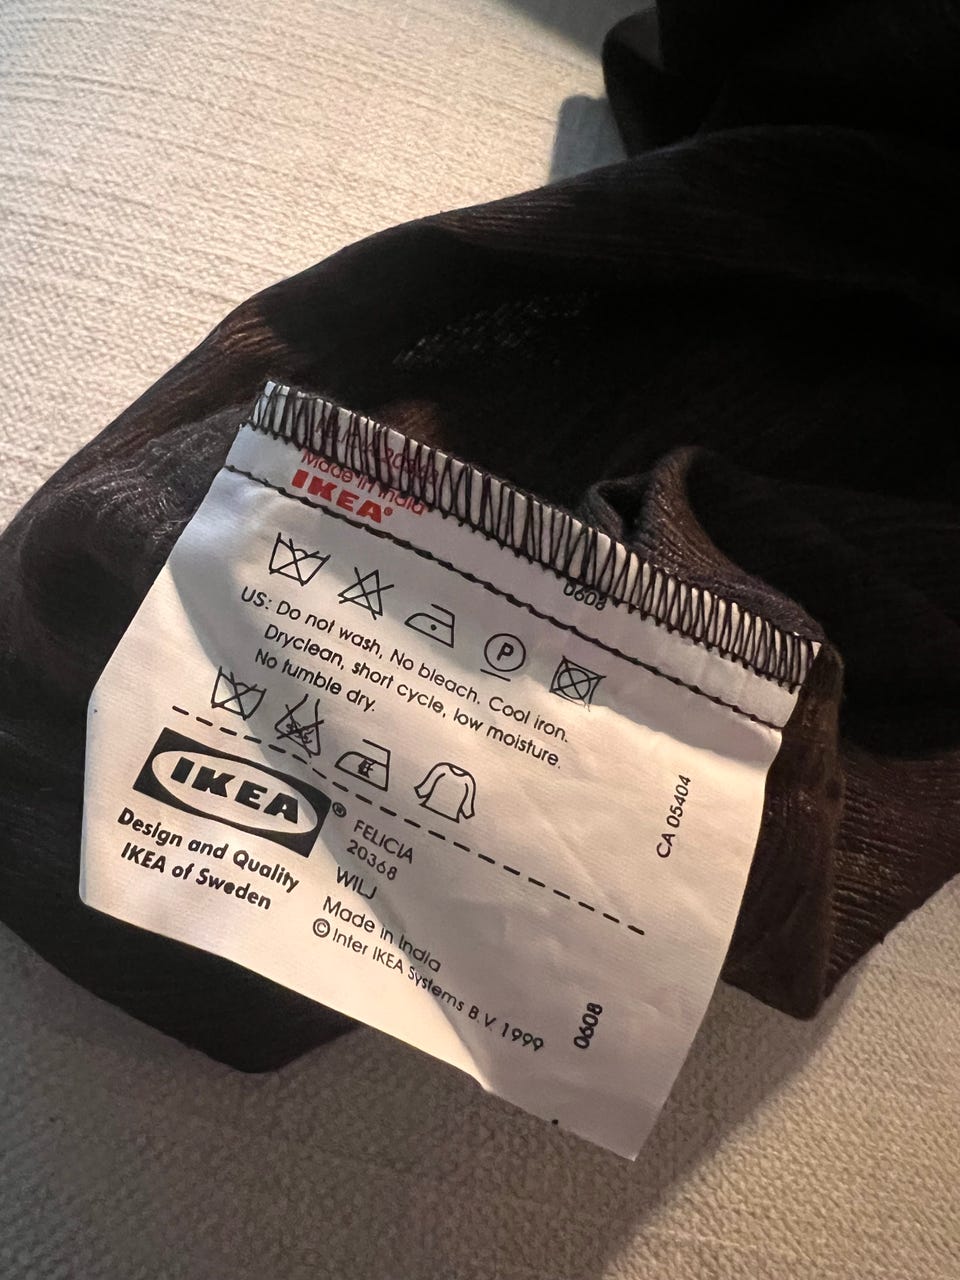 Made in India
IKEA®
0608
P
US: Do not wash. No bleach. Cool iron.
Dryclean, short cycle, low moisture.
No tumble dry.
IKEA®
Design and Quality
IKEA of Sweden
FELICIA
20368
WILJ
Made in India
© Inter IKEA Systems B.V. 1999
CA 05404
0608